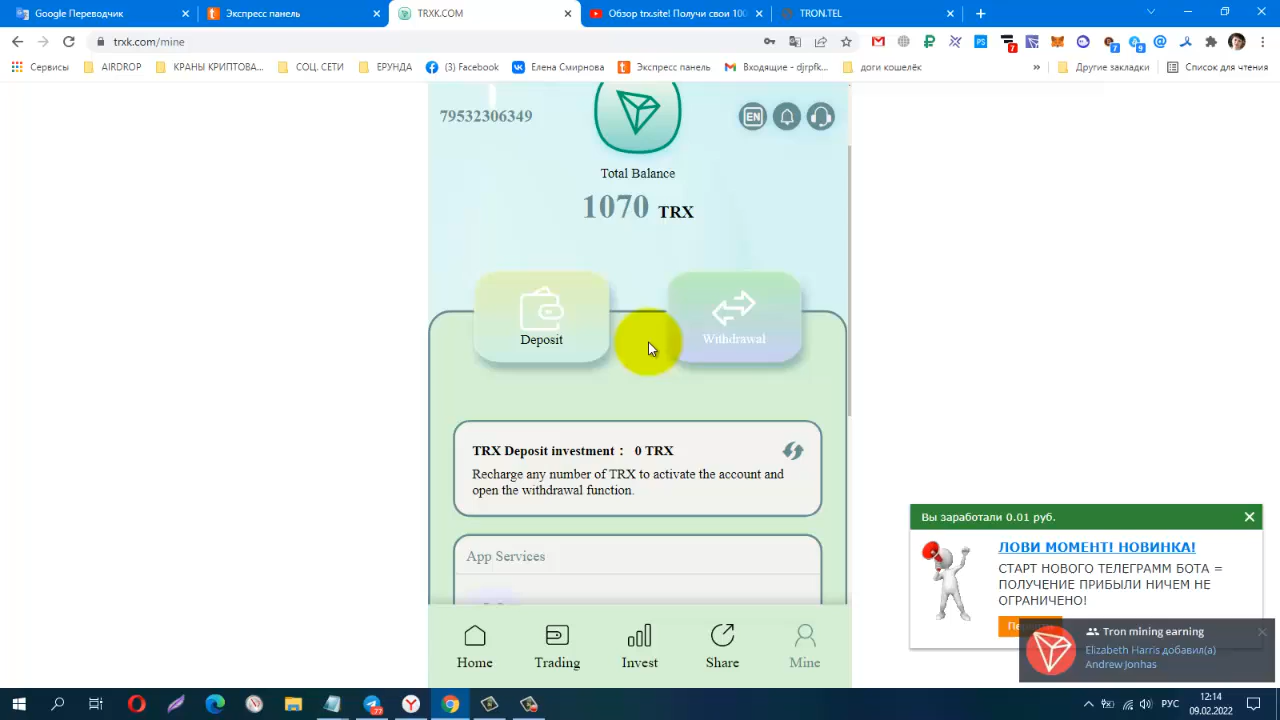 Google Переводчик
Экспресс панель
TRXK.COM
Обзор trx.site! Получи свои 100
TRON.TEL
trxk.com/mine
Сервисы
AIRDROP
КРАНЫ КРИПТОВА...
СОЦ. СЕТИ
ЕРУНДА
(3) Facebook
Елена Смирнова
Экспресс панель
Входящие - djrpfk...
доги кошелёк
»
Другие закладки
Список для чтения
79532306349
EN
Total Balance
1070 TRX
Deposit
Withdrawal
TRX Deposit investment： 0 TRX
Recharge any number of TRX to activate the account and
open the withdrawal function.
App Services
Home
Trading
Invest
Share
Mine
Вы заработали 0.01 руб.
ЛОВИ МОМЕНТ! НОВИНКА!
СТАРТ НОВОГО ТЕЛЕГРАММ БОТА =
ПОЛУЧЕНИЕ ПРИБЫЛИ НИЧЕМ НЕ
ОГРАНИЧЕНО!
Tron mining earning
Elizabeth Harris добавил(а)
Andrew Jonhas
РУС
12:14
09.02.2022